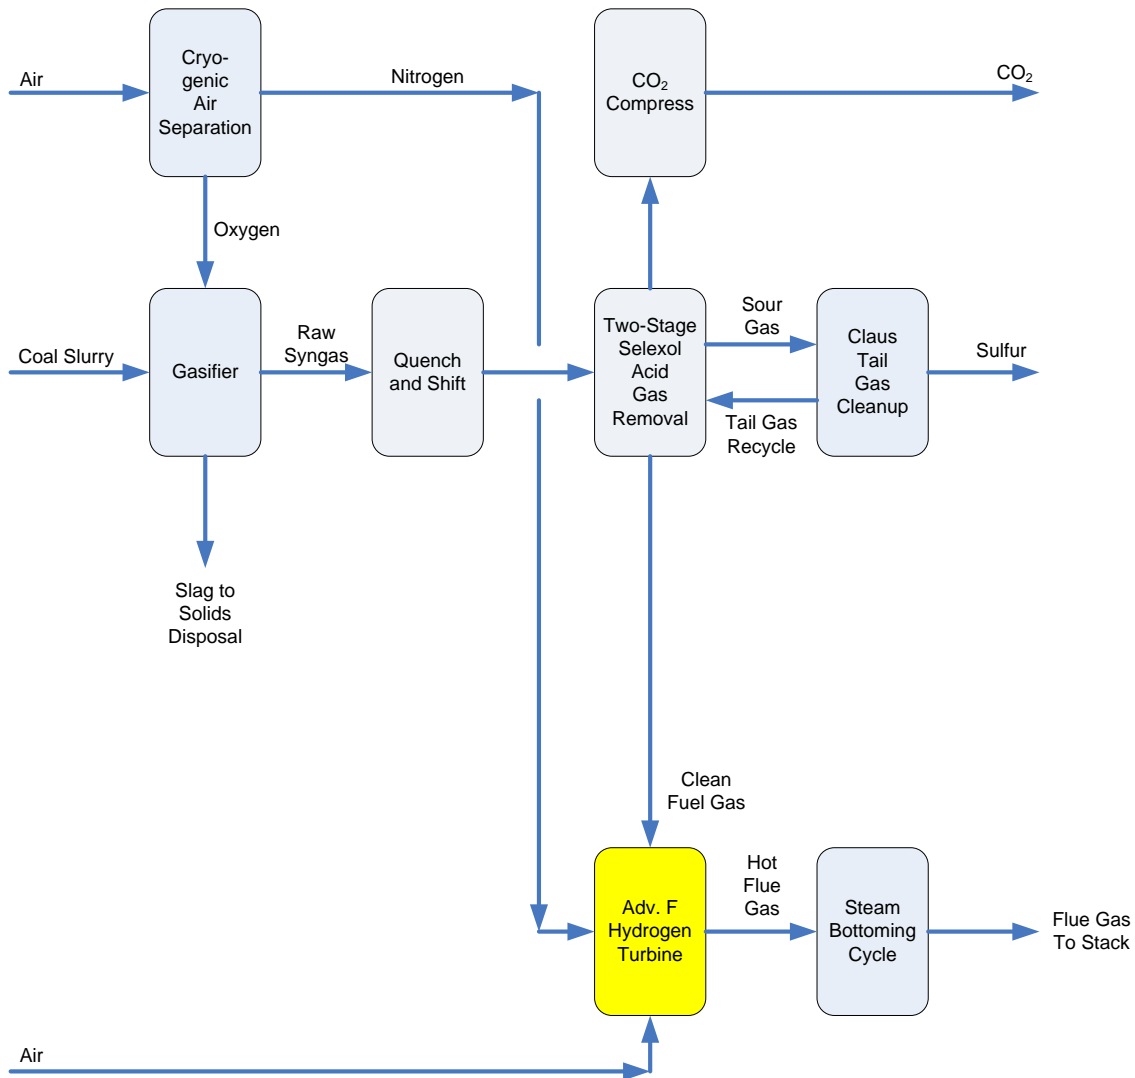 Air
Cryo-
genic
Air
Separation
Nitrogen
CO₂
Compress
CO₂
Oxygen
Coal Slurry
Gasifier
Raw
Syngas
Quench
and Shift
Two-Stage
Selexol
Acid
Gas
Removal
Sour
Gas
Tail Gas
Recycle
Claus
Tail
Gas
Cleanup
Sulfur
Slag to
Solids
Disposal
Clean
Fuel Gas
Adv. F
Hydrogen
Turbine
Hot
Flue
Gas
Steam
Bottoming
Cycle
Flue Gas
To Stack
Air